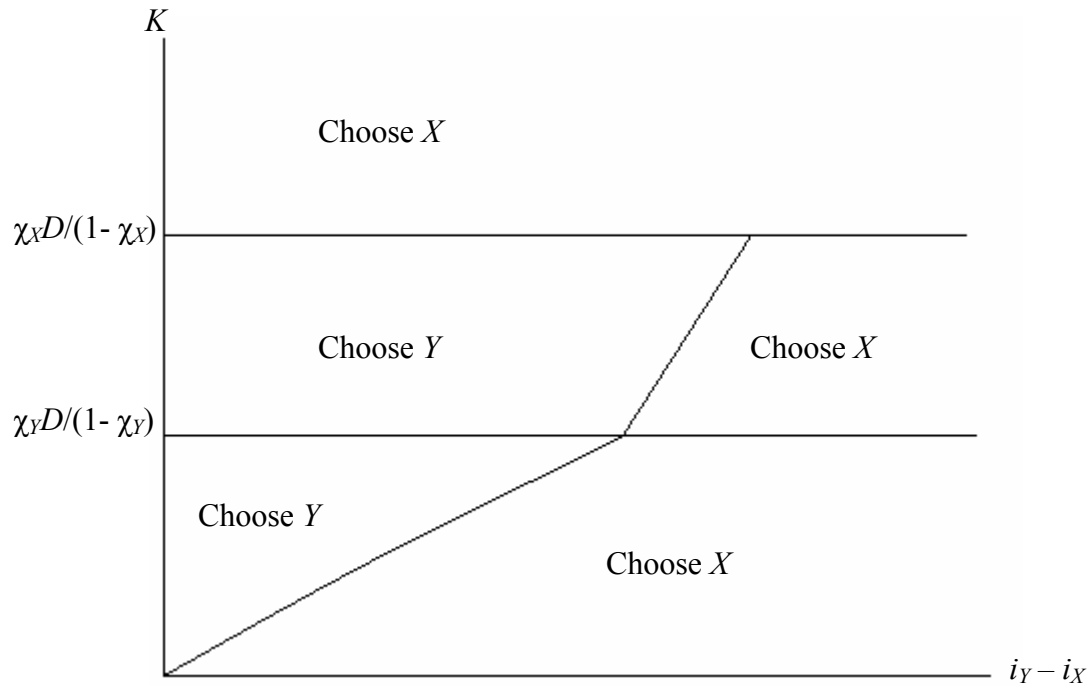 K
Choose X
χXD/(1- χX)
Choose Y
Choose X
χYD/(1- χY)
Choose Y
Choose X
iY – iX